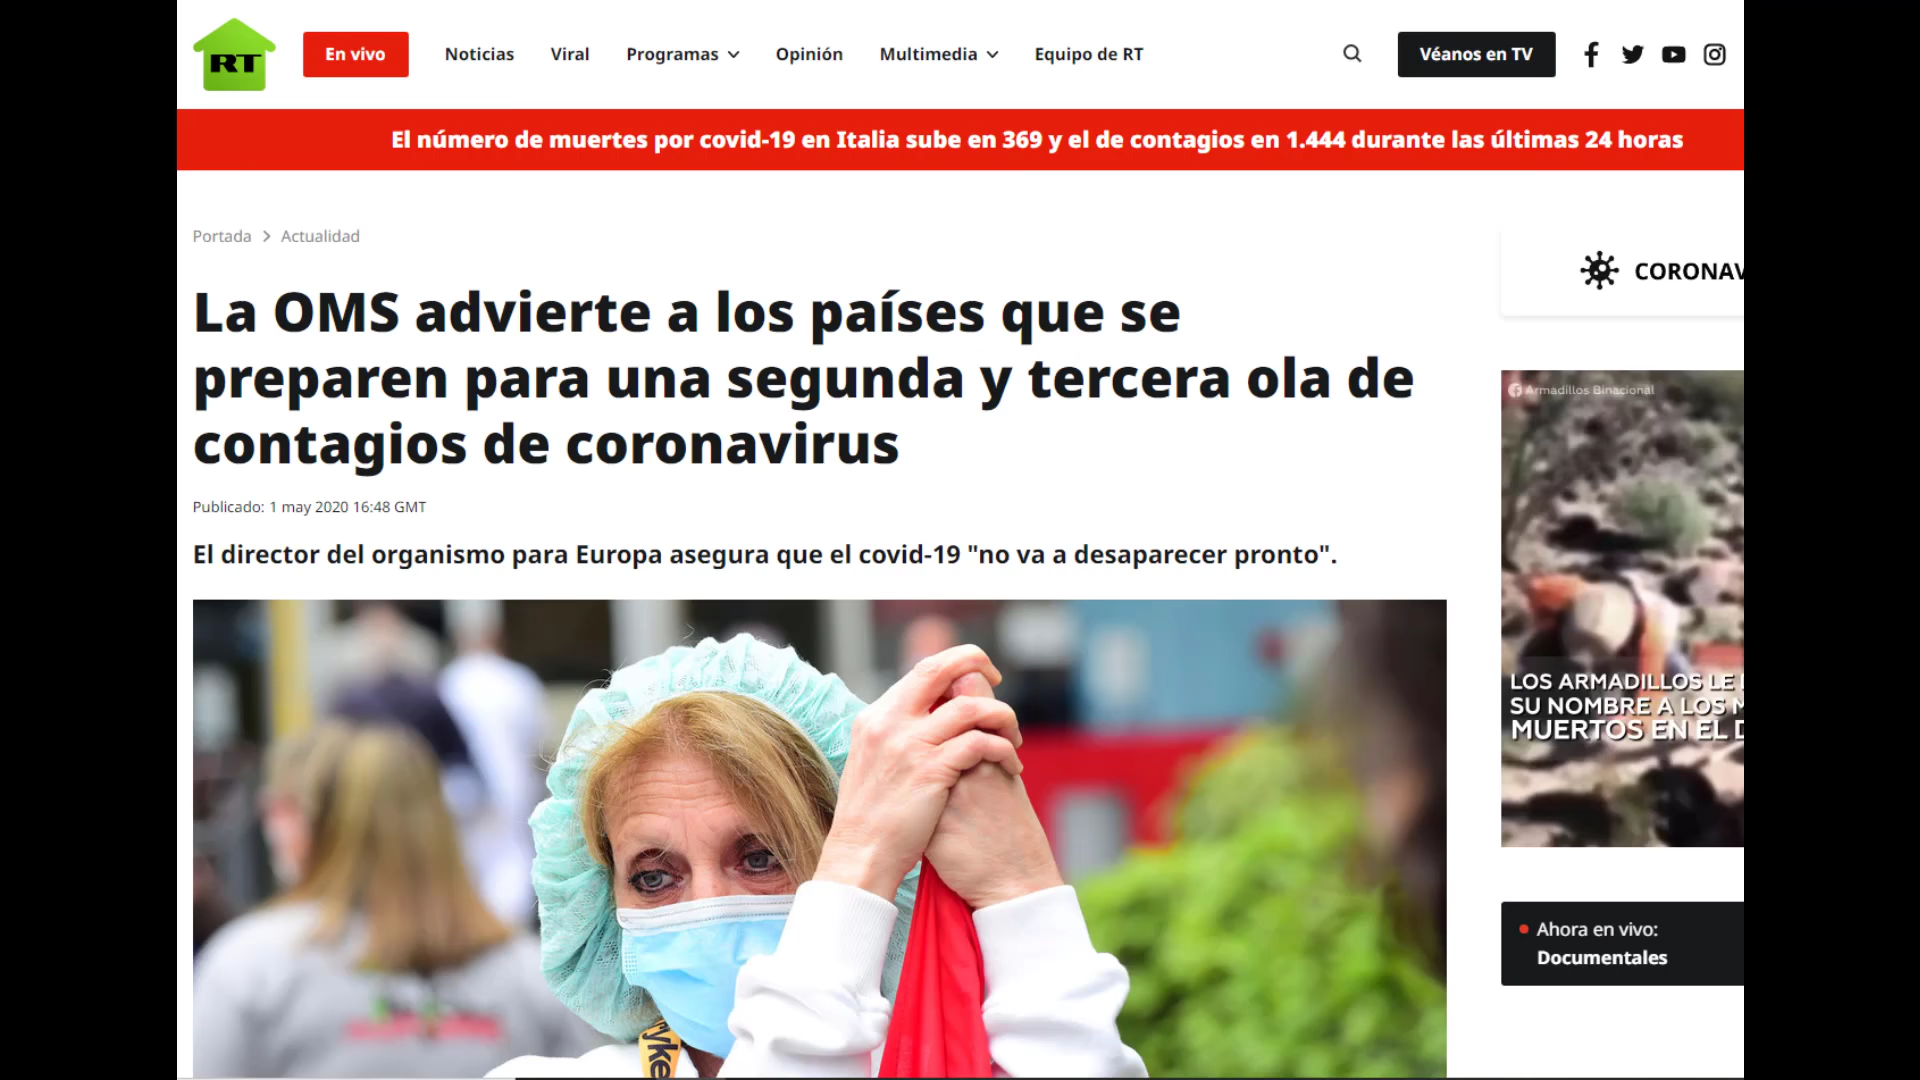 RT
En vivo
Noticias
Viral
Programas
Opinión
Multimedia
Equipo de RT
Véanos en TV
El número de muertes por covid-19 en Italia sube en 369 y el de contagios en 1.444 durante las últimas 24 horas
Portada > Actualidad
La OMS advierte a los países que se
preparen para una segunda y tercera ola de
contagios de coronavirus
Publicado: 1 may 2020 16:48 GMT
El director del organismo para Europa asegura que el covid-19 "no va a desaparecer pronto".
CORONAV
Armadillos Binacional
LOS ARMADILLOS LE
SU NOMBRE A LOS M
MUERTOS EN EL D
Ahora en vivo:
Documentales